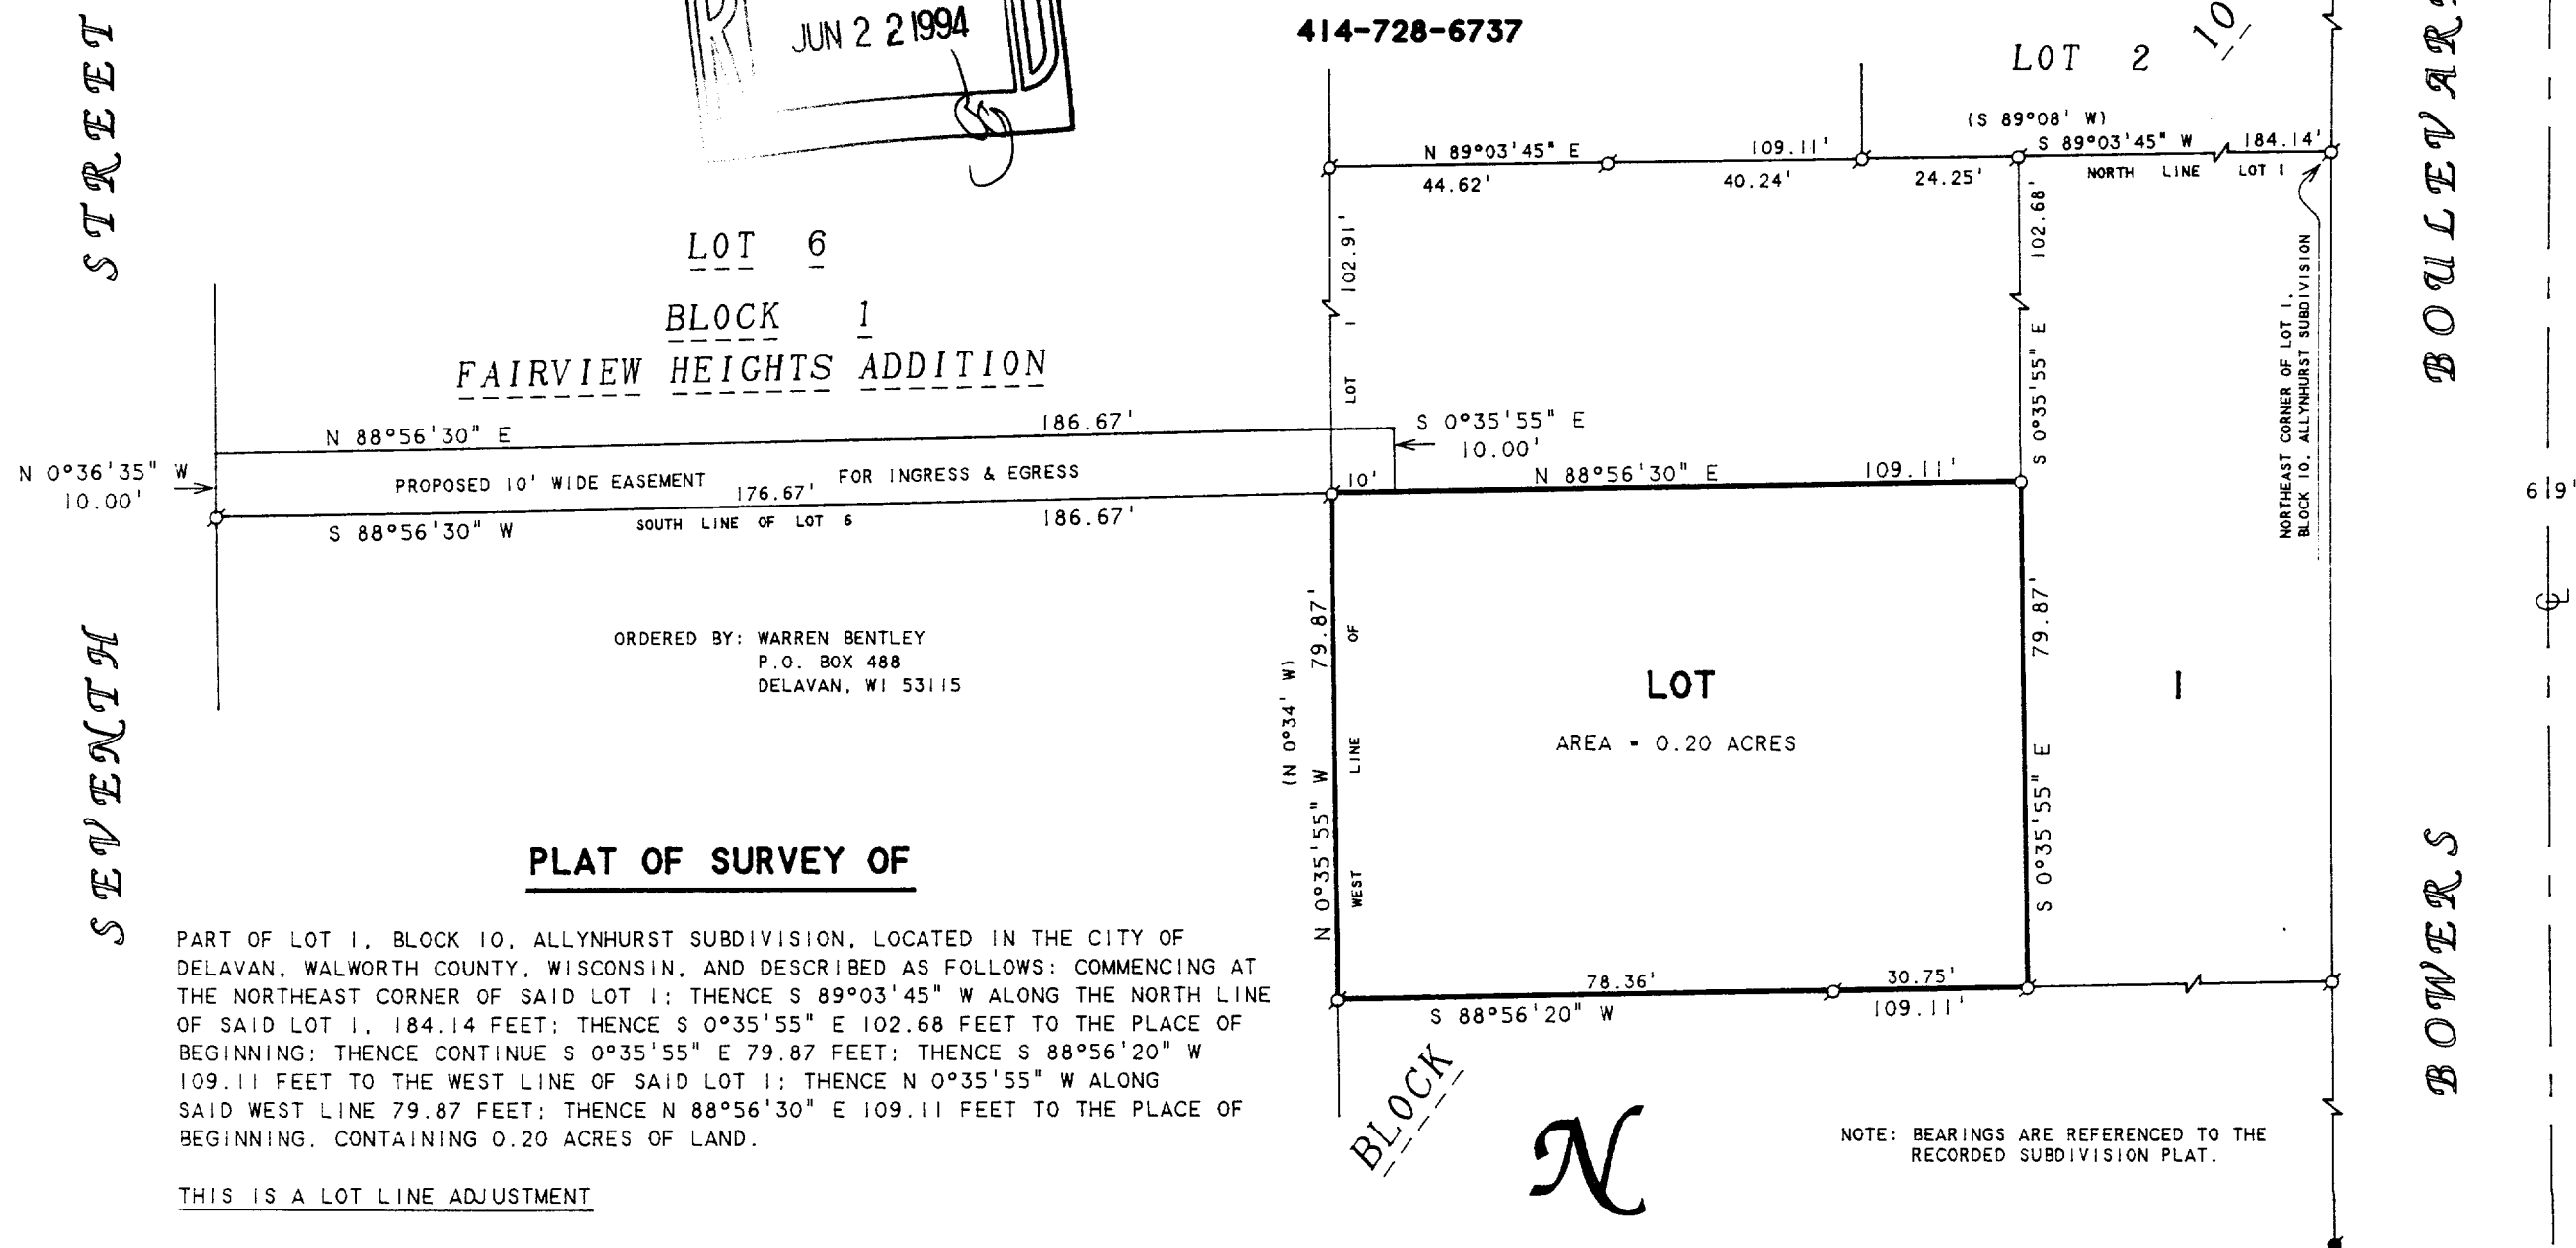 STREET
JUN 22 1994
414-728-6737
LOT 2
10
BOULEVARD
(S 89°08' W)
N 89°03'45" E 109.11' S 89°03'45" W 184.14'
44.62' 40.24' 24.25' NORTH LINE LOT 1
102.91'
102.68'
LOT 6
BLOCK 1
FAIRVIEW HEIGHTS ADDITION
LOT 1
S 0°35'55" E
NORTHEAST CORNER OF LOT 1,
BLOCK 10, ALLYNHURST SUBDIVISION
N 88°56'30" E 186.67'
S 0°35'55" E
10.00'
N 0°36'35" W
10.00'
PROPOSED 10' WIDE EASEMENT FOR INGRESS & EGRESS
176.67'
10'
N 88°56'30" E 109.11'
619'
S 88°56'30" W SOUTH LINE OF LOT 6 186.67'
SEVENTH
ORDERED BY: WARREN BENTLEY
P.O. BOX 488
DELAVAN, WI 53115
79.87'
(N 0°34' W)
N 0°35'55" W
WEST LINE OF
LOT 1
AREA = 0.20 ACRES
79.87'
S 0°35'55" E
BOWERS
PLAT OF SURVEY OF
PART OF LOT 1, BLOCK 10, ALLYNHURST SUBDIVISION, LOCATED IN THE CITY OF
DELAVAN, WALWORTH COUNTY, WISCONSIN, AND DESCRIBED AS FOLLOWS: COMMENCING AT
THE NORTHEAST CORNER OF SAID LOT 1; THENCE S 89°03'45" W ALONG THE NORTH LINE
OF SAID LOT 1, 184.14 FEET; THENCE S 0°35'55" E 102.68 FEET TO THE PLACE OF
BEGINNING; THENCE CONTINUE S 0°35'55" E 79.87 FEET; THENCE S 88°56'20" W
109.11 FEET TO THE WEST LINE OF SAID LOT 1; THENCE N 0°35'55" W ALONG
SAID WEST LINE 79.87 FEET; THENCE N 88°56'30" E 109.11 FEET TO THE PLACE OF
BEGINNING. CONTAINING 0.20 ACRES OF LAND.
THIS IS A LOT LINE ADJUSTMENT
78.36' 30.75'
S 88°56'20" W 109.11'
BLOCK
N
NOTE: BEARINGS ARE REFERENCED TO THE
RECORDED SUBDIVISION PLAT.